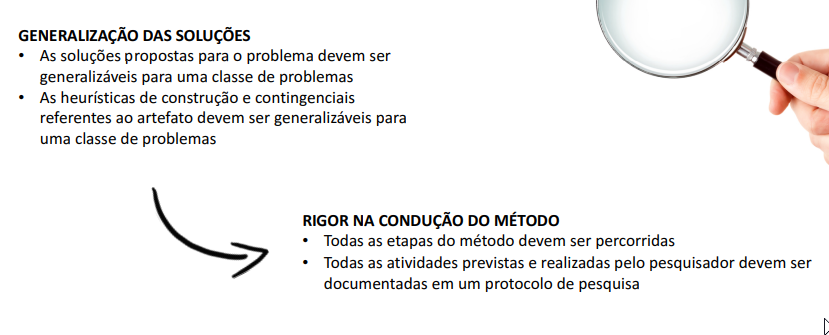 GENERALIZAÇÃO DAS SOLUÇÕES
• As soluções propostas para o problema devem ser
generalizáveis para uma classe de problemas
• As heurísticas de construção e contingenciais
referentes ao artefato devem ser generalizáveis para
uma classe de problemas
RIGOR NA CONDUÇÃO DO MÉTODO
• Todas as etapas do método devem ser percorridas
• Todas as atividades previstas e realizadas pelo pesquisador devem ser
documentadas em um protocolo de pesquisa